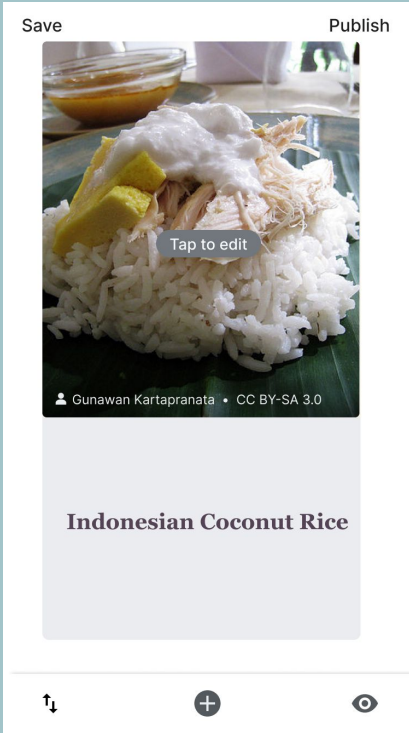 Save Publish
Tap to edit
Gunawan Kartapranata • CC BY-SA 3.0
Indonesian Coconut Rice